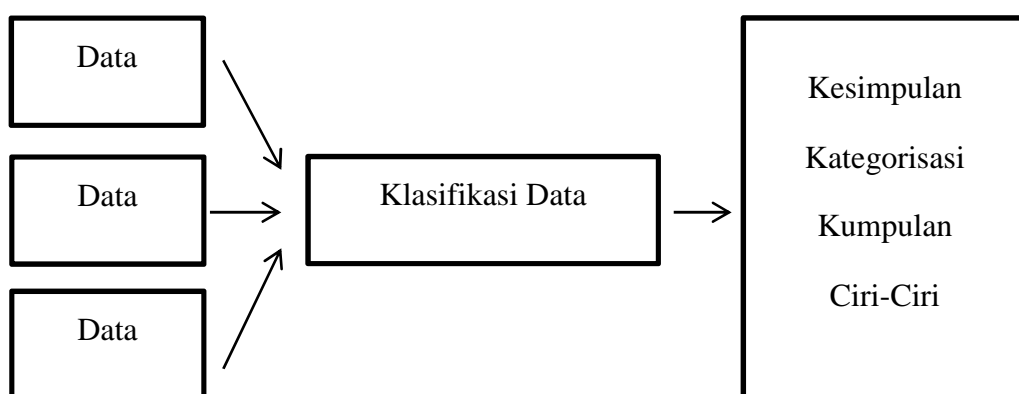 Data
Data
Data
Klasifikasi Data
Kesimpulan
Kategorisasi
Kumpulan
Ciri-Ciri